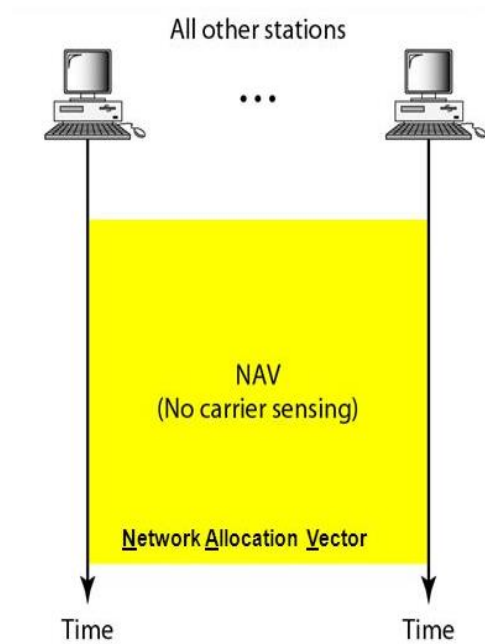 All other stations
...
NAV
(No carrier sensing)
Network Allocation Vector
Time Time